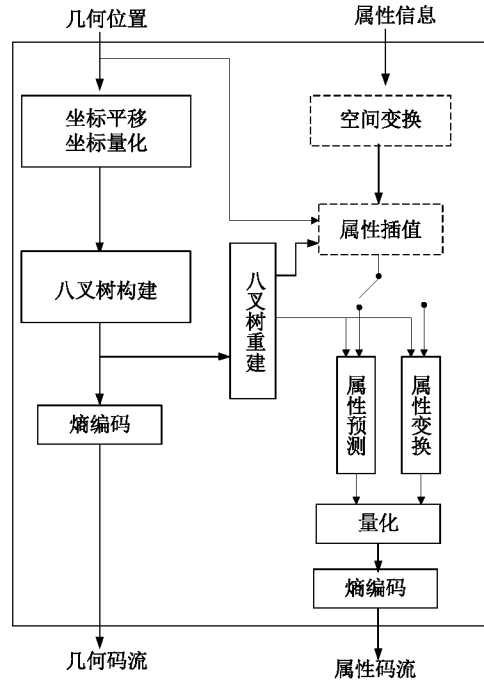 几何位置
属性信息
坐标平移
坐标量化
空间变换
属性插值
八叉树构建
八叉树重建
熵编码
属性预测
属性变换
量化
熵编码
几何码流
属性码流